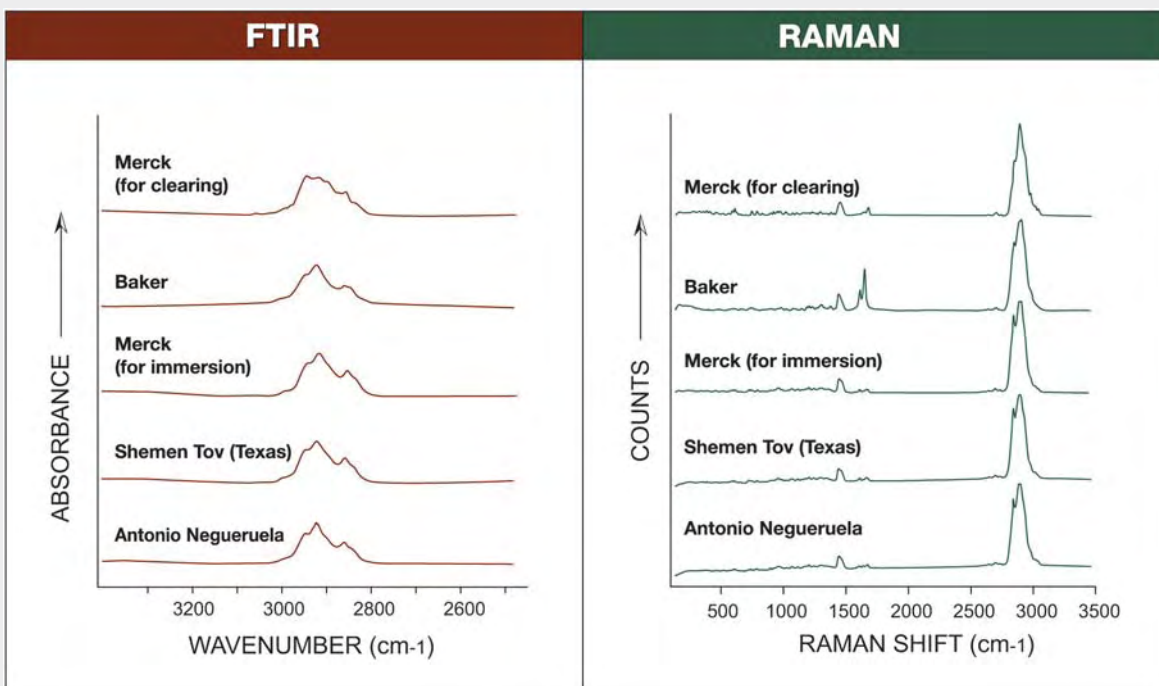 FTIR
ABSORBANCE
Merck
(for clearing)
Baker
Merck
(for immersion)
Shemen Tov (Texas)
Antonio Negueruela
3200 3000 2800 2600
WAVENUMBER (cm-1)
RAMAN
COUNTS
Merck (for clearing)
Baker
Merck (for immersion)
Shemen Tov (Texas)
Antonio Negueruela
500 1000 1500 2000 2500 3000 3500
RAMAN SHIFT (cm-1)